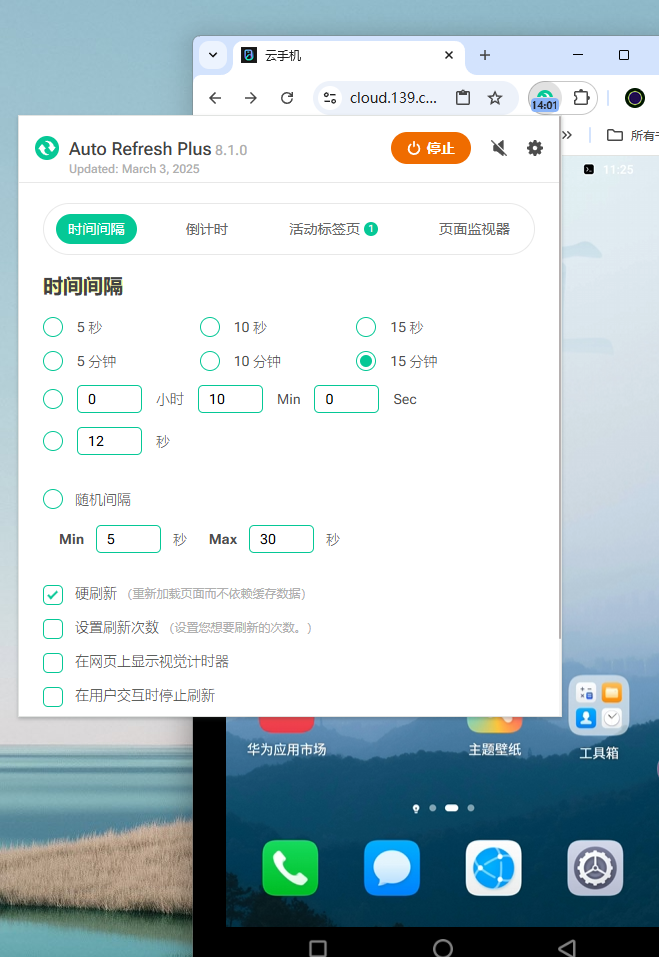 云手机
cloud.139.c...
14:01
所有
Auto Refresh Plus 8.1.0
Updated: March 3, 2025
停止
11:25
时间间隔
倒计时
活动标签页 1
页面监视器
时间间隔
5 秒 10 秒 15 秒
5 分钟 10 分钟 15 分钟
0 小时 10 Min 0 Sec
12 秒
随机间隔
Min 5 秒 Max 30 秒
硬刷新 (重新加载页面而不依赖缓存数据)
设置刷新次数 (设置您想要刷新的次数。)
在网页上显示视觉计时器
在用户交互时停止刷新
华为应用市场
主题壁纸
工具箱